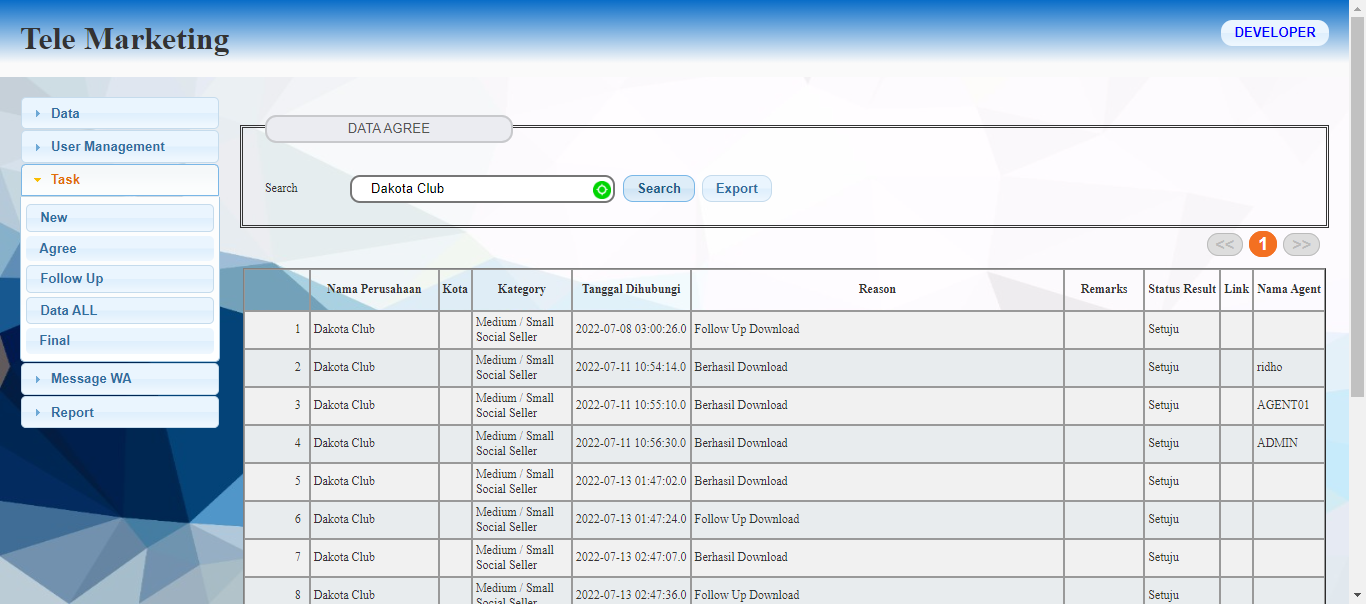 Tele Marketing
DEVELOPER
Data
User Management
Task
New
Agree
Follow Up
Data ALL
Final
Message WA
Report
DATA AGREE
Search Dakota Club Search Export
<< 1 >>
Nama Perusahaan Kota Kategory Tanggal Dihubungi Reason Remarks Status Result Link Nama Agent
1 Dakota Club Medium / Small Social Seller 2022-07-08 03:00:26.0 Follow Up Download Setuju
2 Dakota Club Medium / Small Social Seller 2022-07-11 10:54:14.0 Berhasil Download Setuju ridho
3 Dakota Club Medium / Small Social Seller 2022-07-11 10:55:10.0 Berhasil Download Setuju AGENT01
4 Dakota Club Medium / Small Social Seller 2022-07-11 10:56:30.0 Berhasil Download Setuju ADMIN
5 Dakota Club Medium / Small Social Seller 2022-07-13 01:47:02.0 Berhasil Download Setuju
6 Dakota Club Medium / Small Social Seller 2022-07-13 01:47:24.0 Follow Up Download Setuju
7 Dakota Club Medium / Small Social Seller 2022-07-13 02:47:07.0 Berhasil Download Setuju
8 Dakota Club Medium / Small Social Seller 2022-07-13 02:47:36.0 Follow Up Download Setuju